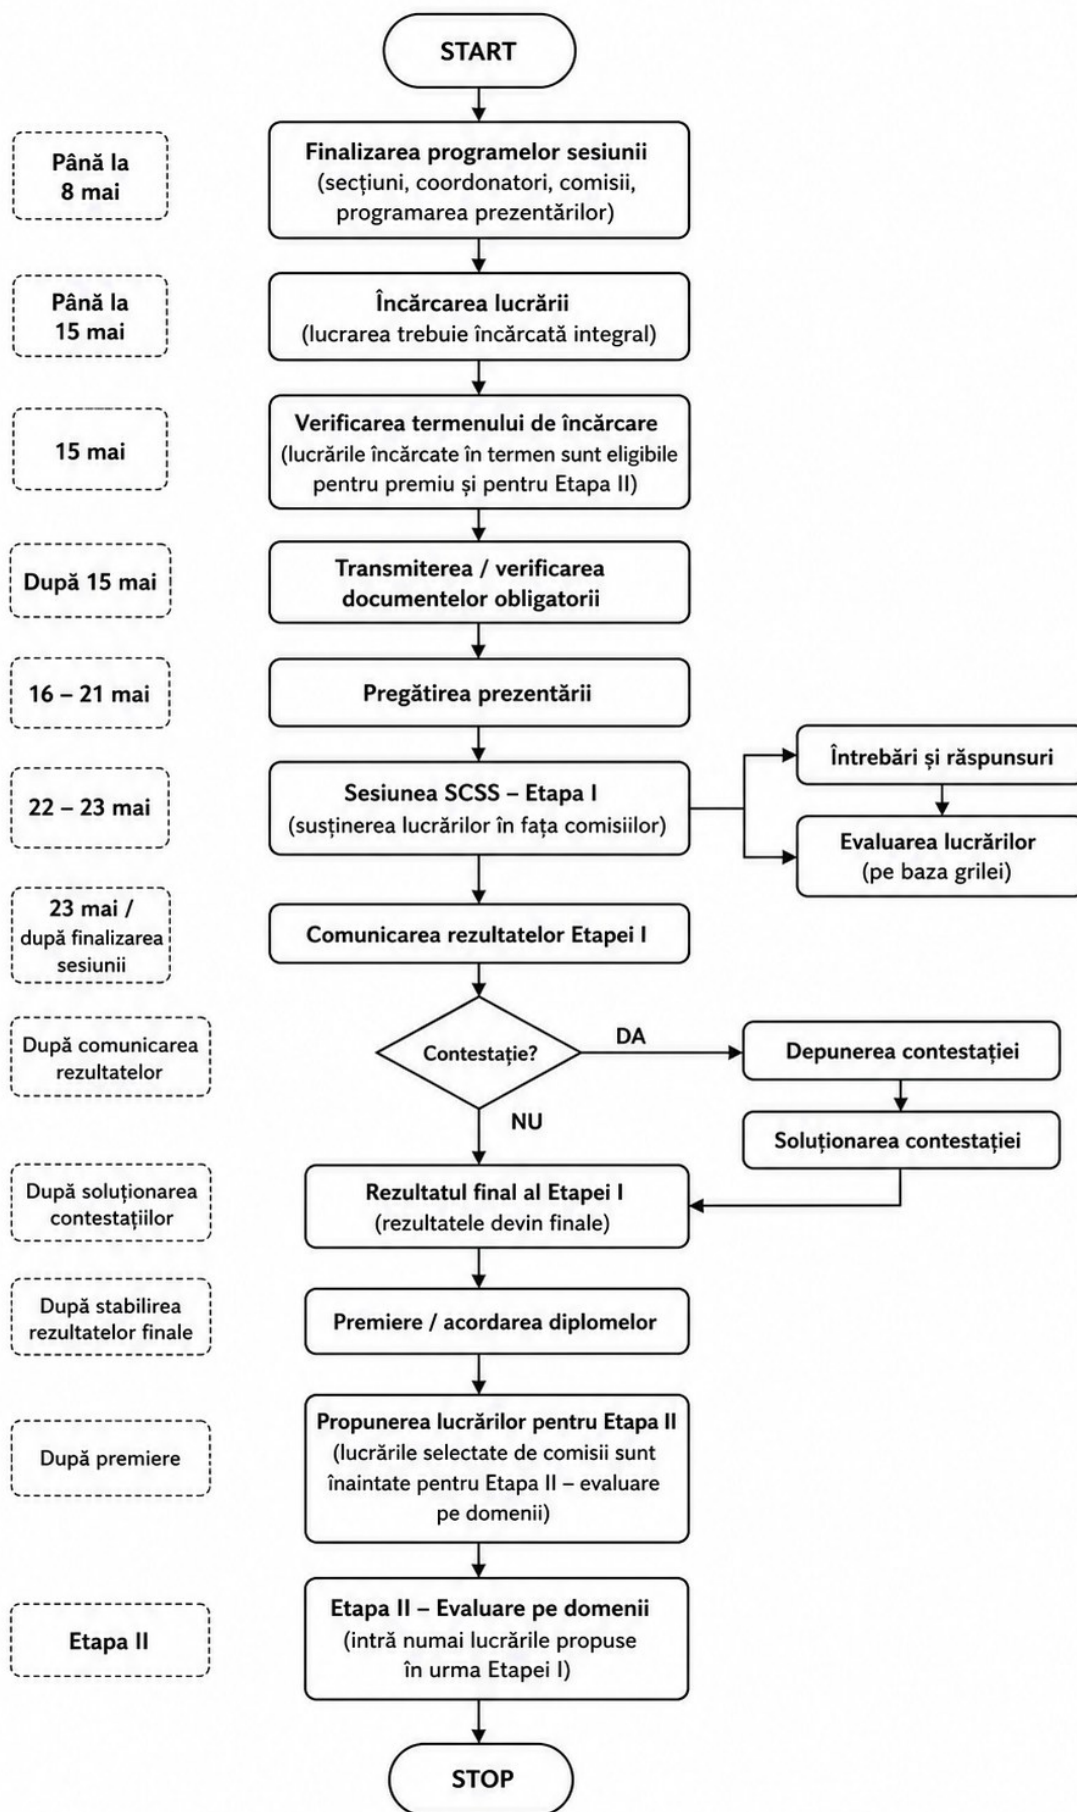 START
Până la
8 mai
Finalizarea programelor sesiunii
(secțiuni, coordonatori, comisii,
programarea prezentărilor)
Până la
15 mai
Încărcarea lucrării
(lucrarea trebuie încărcată integral)
15 mai
Verificarea termenului de încărcare
(lucrările încărcate în termen sunt eligibile
pentru premiu și pentru Etapa II)
După 15 mai
Transmiterea / verificarea
documentelor obligatorii
16 – 21 mai
Pregătirea prezentării
22 – 23 mai
Sesiunea SCSS – Etapa I
(susținerea lucrărilor în fața comisiilor)
Întrebări și răspunsuri
Evaluarea lucrărilor
(pe baza grilei)
23 mai /
după finalizarea
sesiunii
Comunicarea rezultatelor Etapei I
După comunicarea
rezultatelor
Contestație?
DA
Depunerea contestației
NU
Soluționarea contestației
După soluționarea
contestațiilor
Rezultatul final al Etapei I
(rezultatele devin finale)
După stabilirea
rezultatelor finale
Premiere / acordarea diplomelor
După premiere
Propunerea lucrărilor pentru Etapa II
(lucrările selectate de comisii sunt
înaintate pentru Etapa II – evaluare
pe domenii)
Etapa II
Etapa II – Evaluare pe domenii
(intră numai lucrările propuse
în urma Etapei I)
STOP